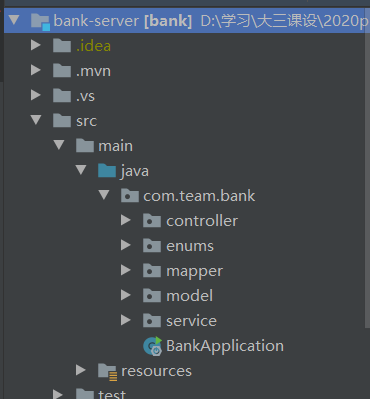 bank-server [bank] D:\学习\大三课设\2020p
.idea
.mvn
.vs
src
main
java
com.team.bank
controller
enums
mapper
model
service
BankApplication
resources
test